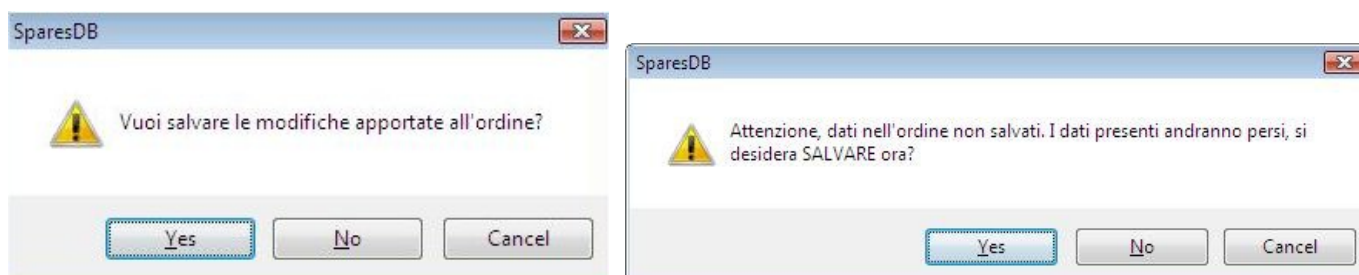 SparesDB
Vuoi salvare le modifiche apportate all'ordine?
Yes No Cancel
SparesDB
Attenzione, dati nell'ordine non salvati. I dati presenti andranno persi, si
desidera SALVARE ora?
Yes No Cancel